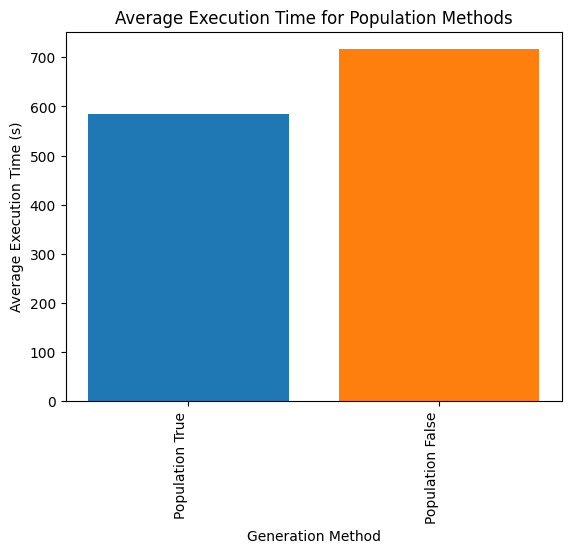 Average Execution Time for Population Methods
Average Execution Time (s)
700
600
500
400
300
200
100
0
Population True
Population False
Generation Method